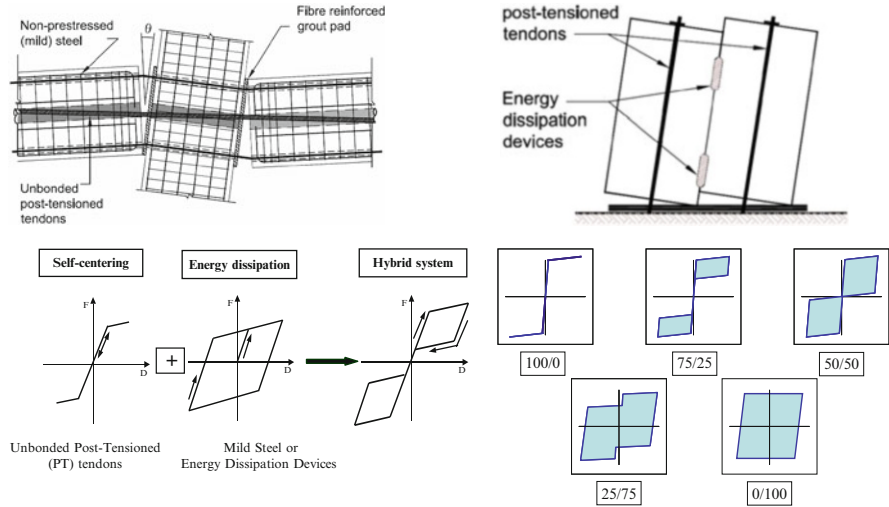 Non-prestressed
(mild) steel
θ
Fibre reinforced
grout pad
Unbonded
post-tensioned
tendons
post-tensioned
tendons
Energy
dissipation
devices
Self-centering
Energy dissipation
Hybrid system
F
D
+
F
D
F
D
Unbonded Post-Tensioned
(PT) tendons
Mild Steel or
Energy Dissipation Devices
100/0
75/25
50/50
25/75
0/100